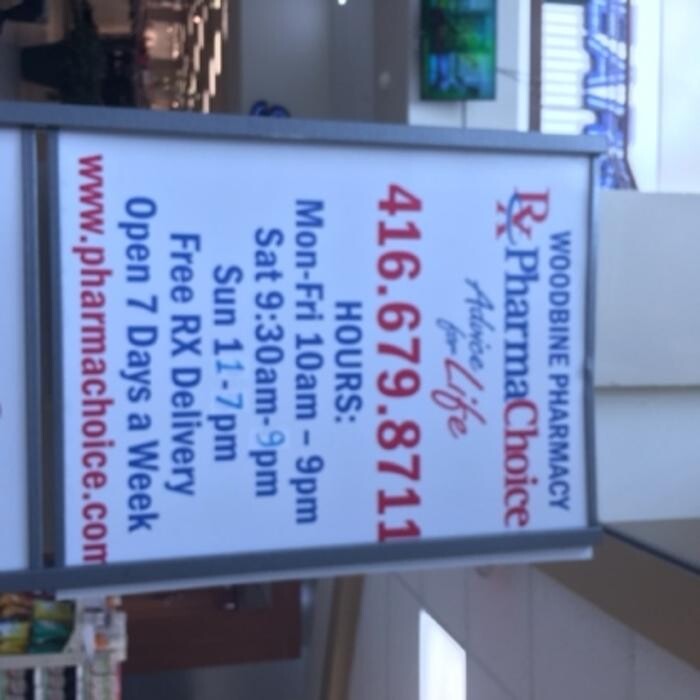 WOODBINE PHARMACY
Rx PharmaChoice
Advice
for Life
416.679.8711
HOURS:
Mon-Fri 10am – 9pm
Sat 9:30am-9pm
Sun 11-7pm
Free RX Delivery
Open 7 Days a Week
www.pharmachoice.com